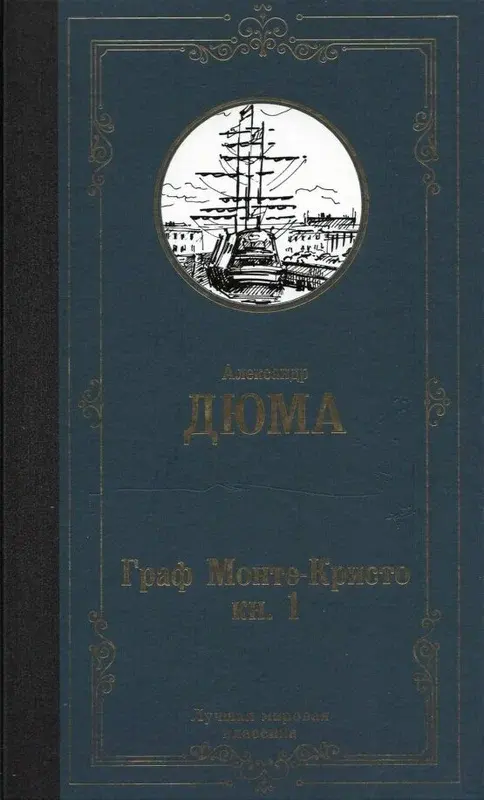 Александр
ДЮМА
Граф Монте-Кристо
кн. 1
Лучшая мировая
классика